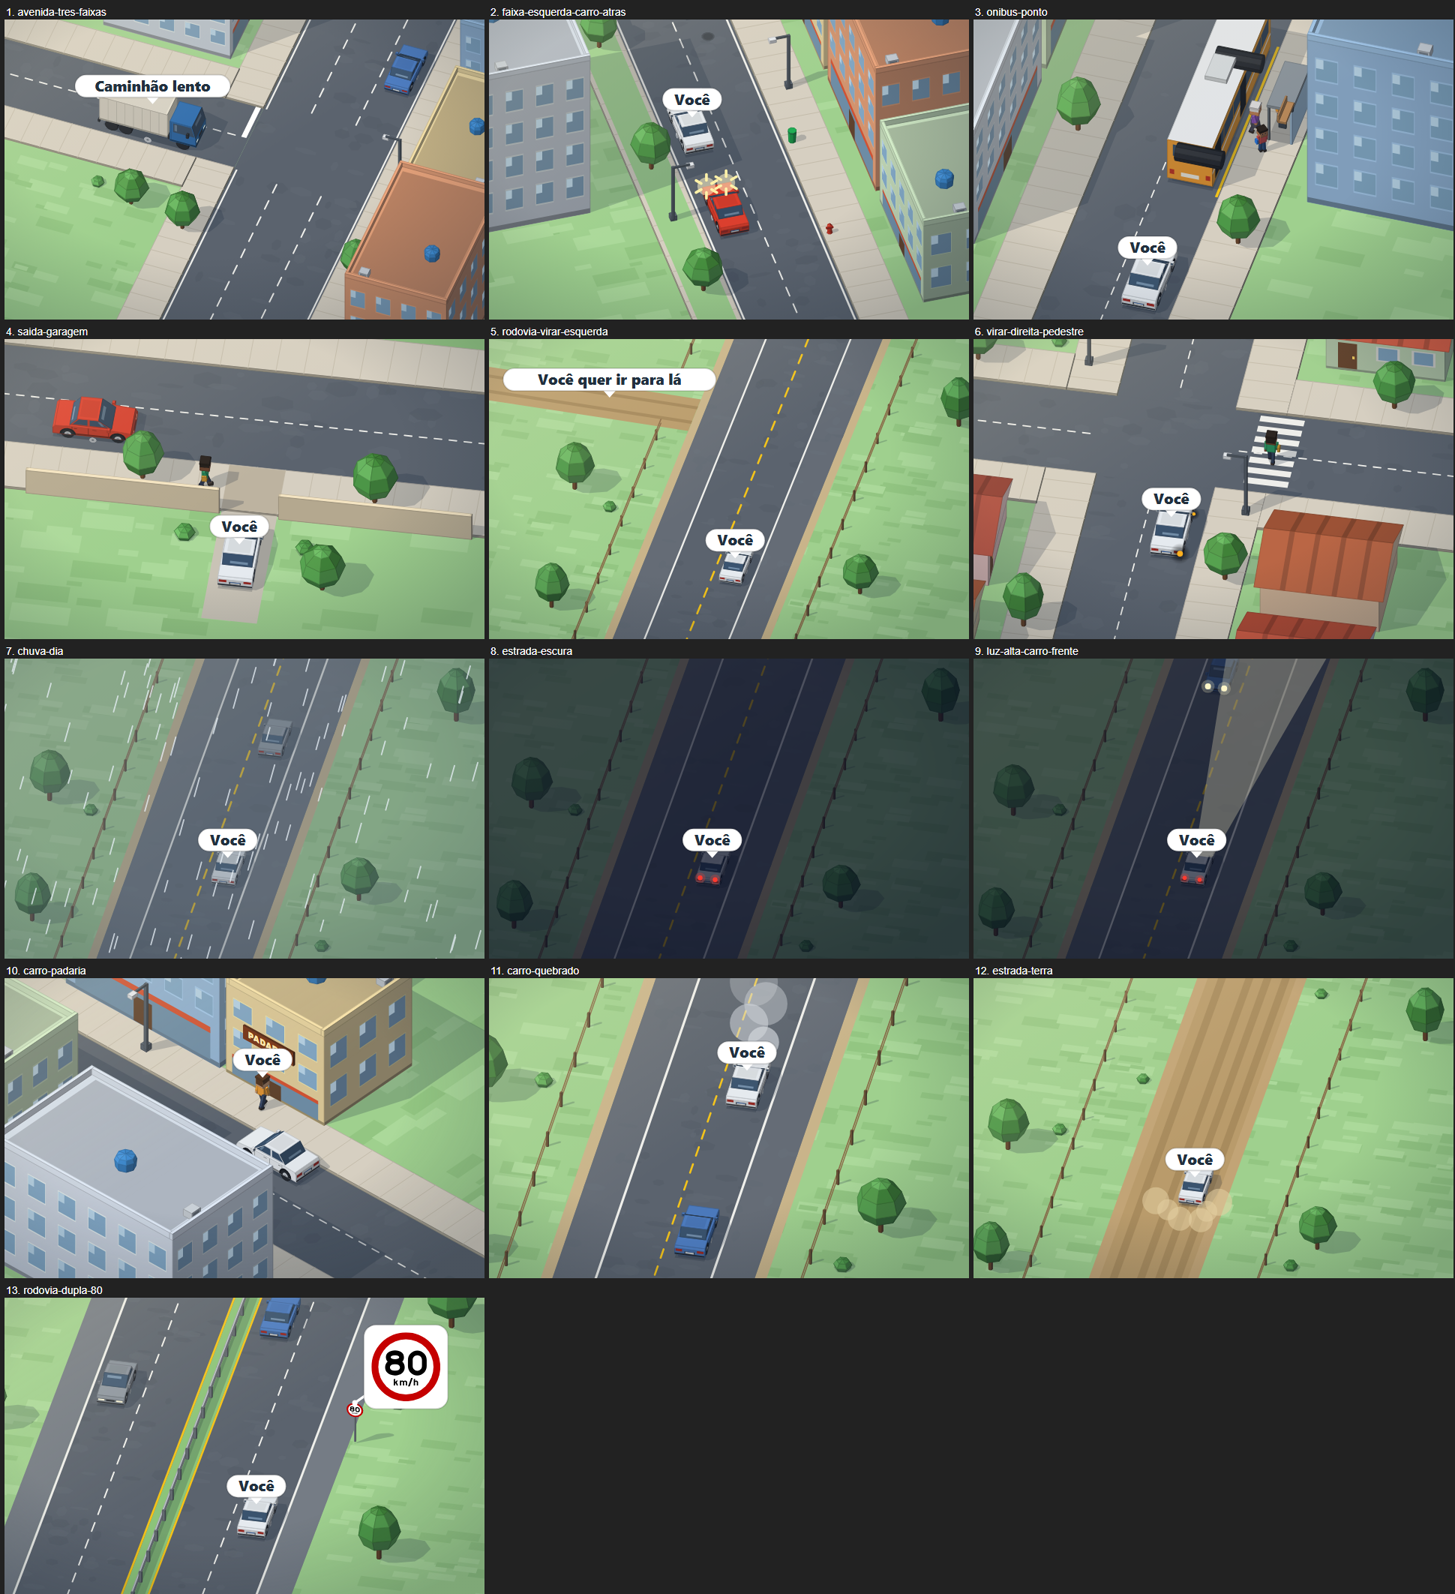 1. avenida-tres-faixas
Caminhão lento
2. faixa-esquerda-carro-atras
Você
3. onibus-ponto
Você
4. saida-garagem
Você
5. rodovia-virar-esquerda
Você quer ir para lá
Você
6. virar-direita-pedestre
Você
7. chuva-dia
Você
8. estrada-escura
Você
9. luz-alta-carro-frente
Você
10. carro-padaria
Você
11. carro-quebrado
Você
12. estrada-terra
Você
13. rodovia-dupla-80
80
km/h
80
Você